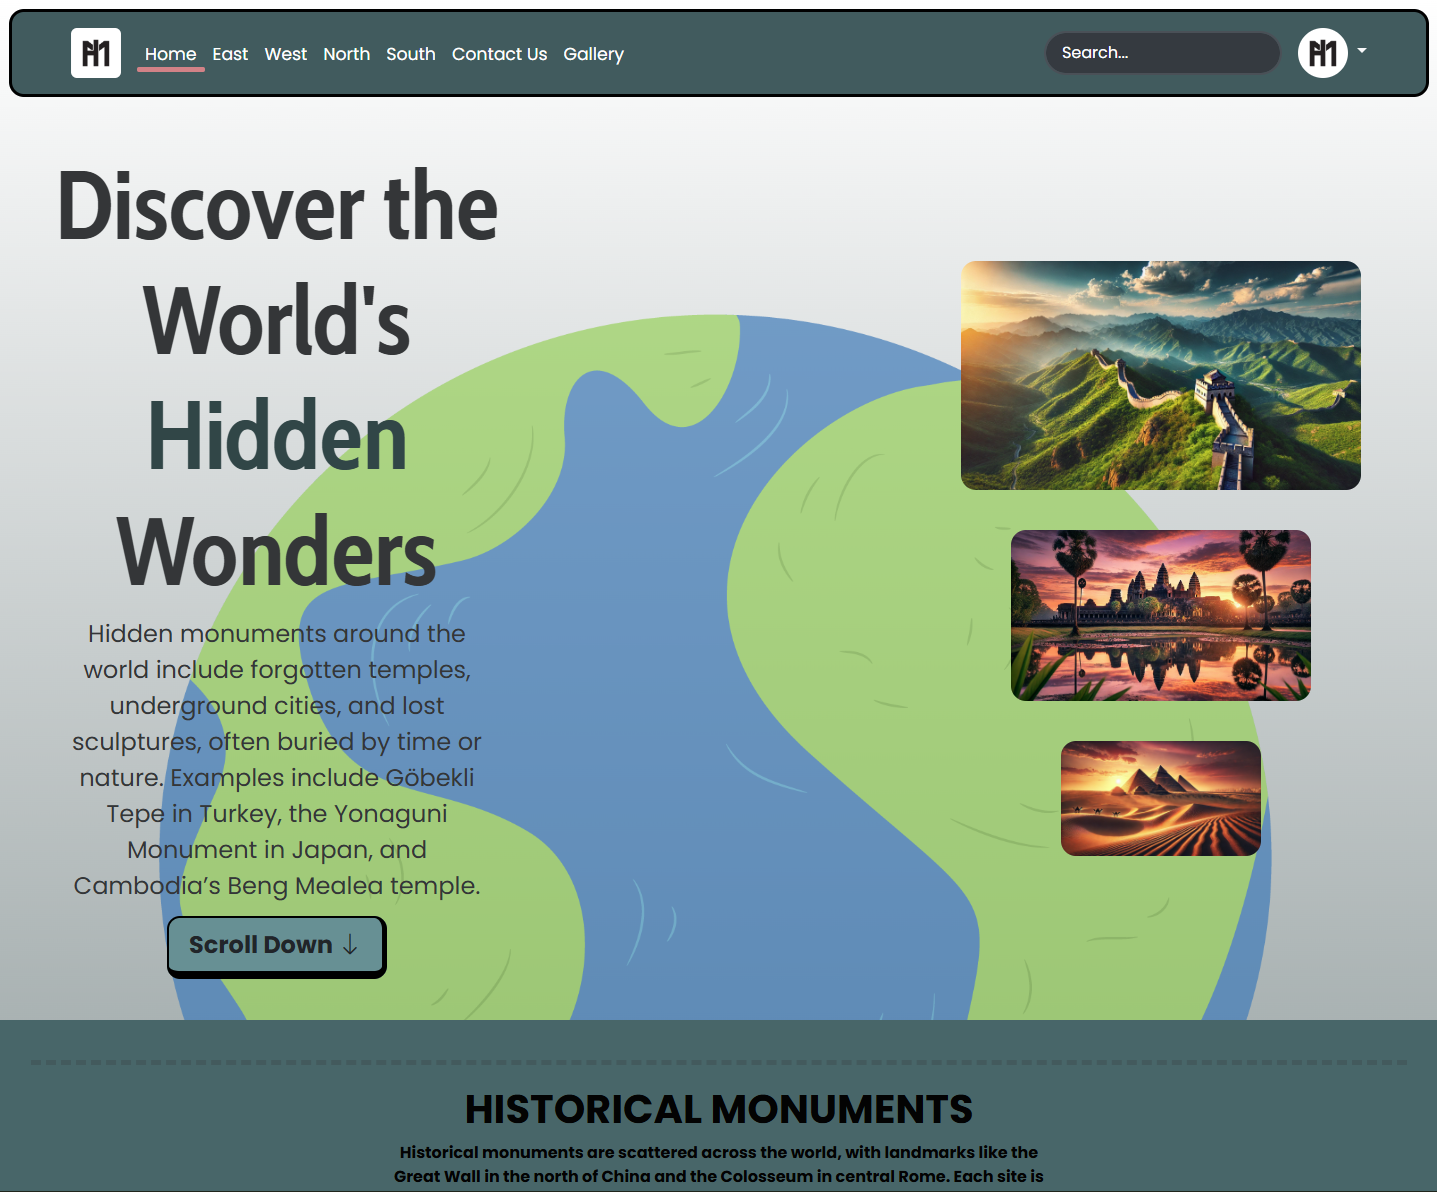 Home East West North South Contact Us Gallery Search...
Discover the
World's
Hidden
Wonders
Hidden monuments around the
world include forgotten temples,
underground cities, and lost
sculptures, often buried by time or
nature. Examples include Göbekli
Tepe in Turkey, the Yonaguni
Monument in Japan, and
Cambodia’s Beng Mealea temple.
Scroll Down ↓
HISTORICAL MONUMENTS
Historical monuments are scattered across the world, with landmarks like the
Great Wall in the north of China and the Colosseum in central Rome. Each site is